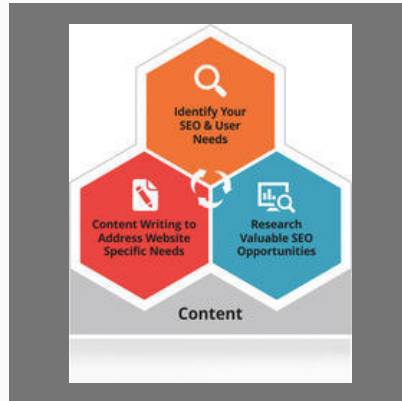 Identify Your
SEO & User
Needs
Content Writing to
Address Website
Specific Needs
Research
Valuable SEO
Opportunities
Content